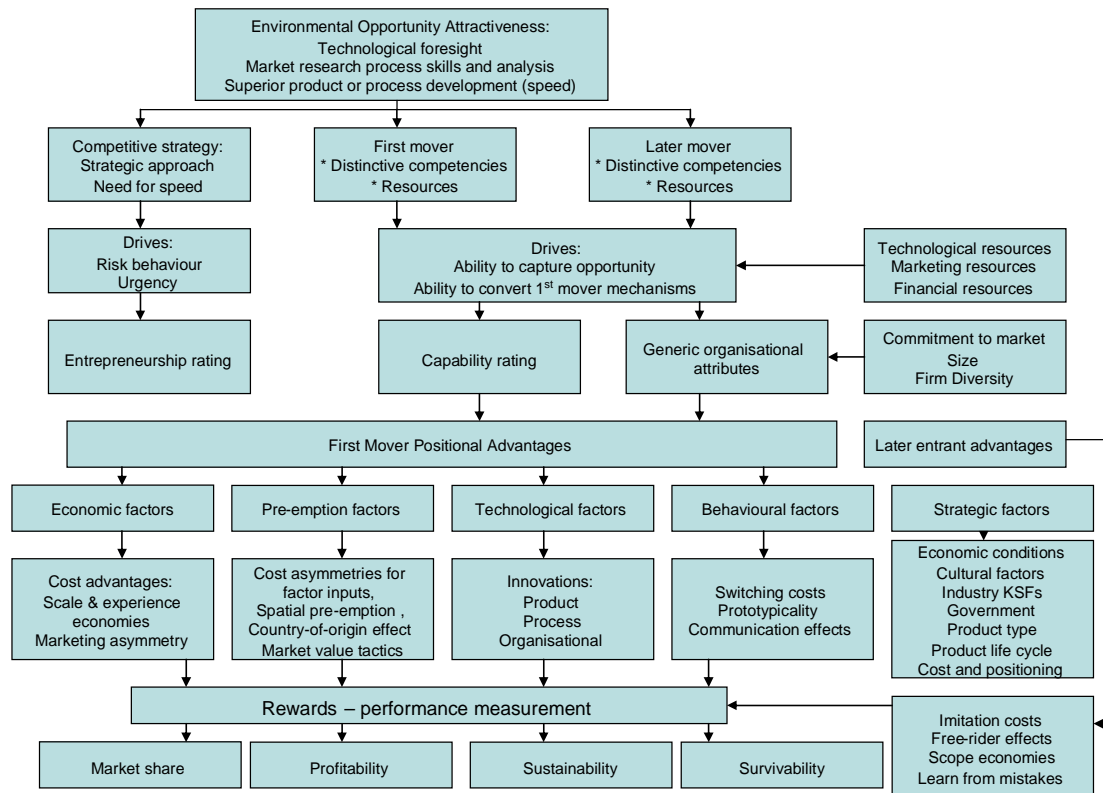 Environmental Opportunity Attractiveness:
Technological foresight
Market research process skills and analysis
Superior product or process development (speed)
Competitive strategy:
Strategic approach
Need for speed
First mover
* Distinctive competencies
* Resources
Later mover
* Distinctive competencies
* Resources
Drives:
Risk behaviour
Urgency
Drives:
Ability to capture opportunity
Ability to convert 1st mover mechanisms
Technological resources
Marketing resources
Financial resources
Entrepreneurship rating
Capability rating
Generic organisational
attributes
Commitment to market
Size
Firm Diversity
First Mover Positional Advantages
Later entrant advantages
Economic factors
Pre-emption factors
Technological factors
Behavioural factors
Strategic factors
Cost advantages:
Scale & experience
economies
Marketing asymmetry
Cost asymmetries for
factor inputs,
Spatial pre-emption ,
Country-of-origin effect
Market value tactics
Innovations:
Product
Process
Organisational
Switching costs
Prototypicality
Communication effects
Economic conditions
Cultural factors
Industry KSFs
Government
Product type
Product life cycle
Cost and positioning
Rewards – performance measurement
Imitation costs
Free-rider effects
Scope economies
Learn from mistakes
Market share
Profitability
Sustainability
Survivability